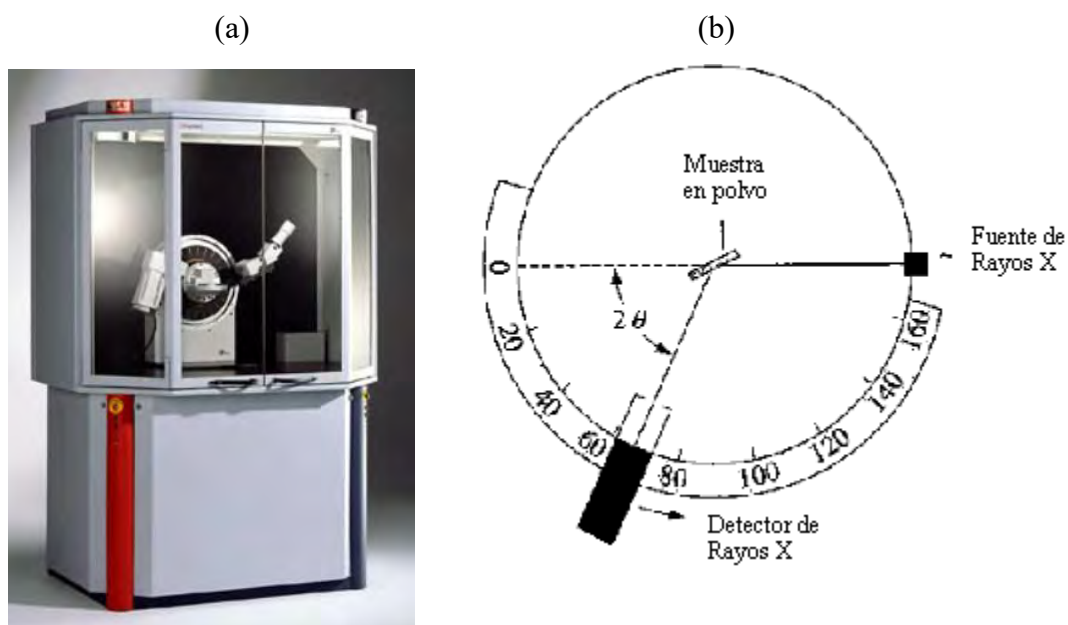 (a)
(b)
Muestra
en polvo
Fuente de
Rayos X
0
2θ
20
40
60
80
100
120
140
160
Detector de
Rayos X